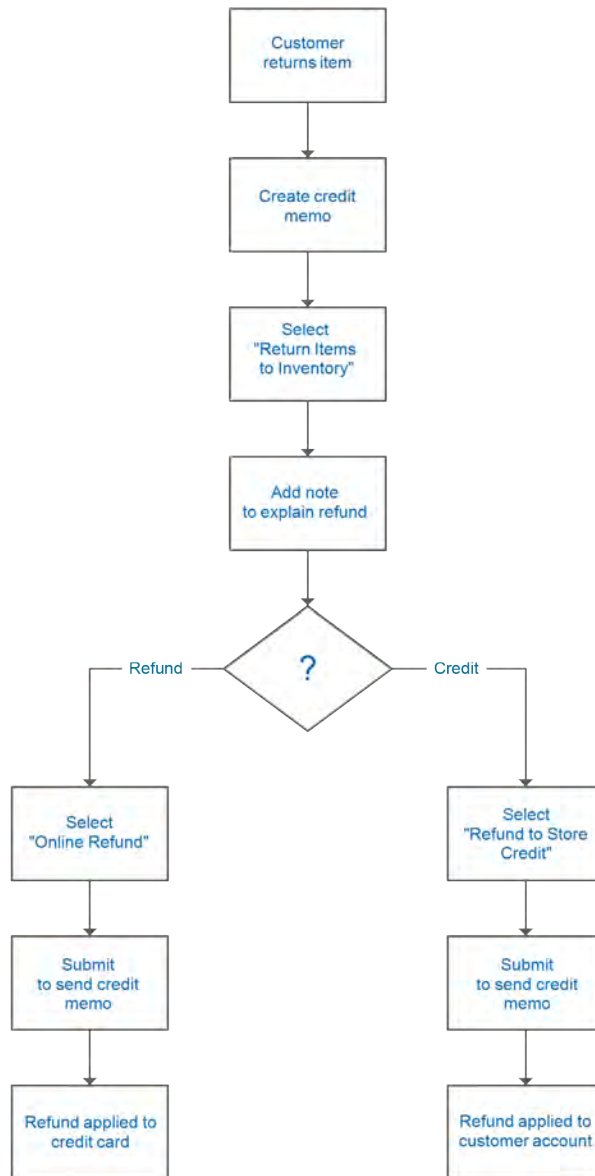 Customer
returns item
Create credit
memo
Select
"Return Items
to Inventory"
Add note
to explain refund
?
Refund
Credit
Select
"Online Refund"
Select
"Refund to Store
Credit"
Submit
to send credit
memo
Submit
to send credit
memo
Refund applied to
credit card
Refund applied to
customer account